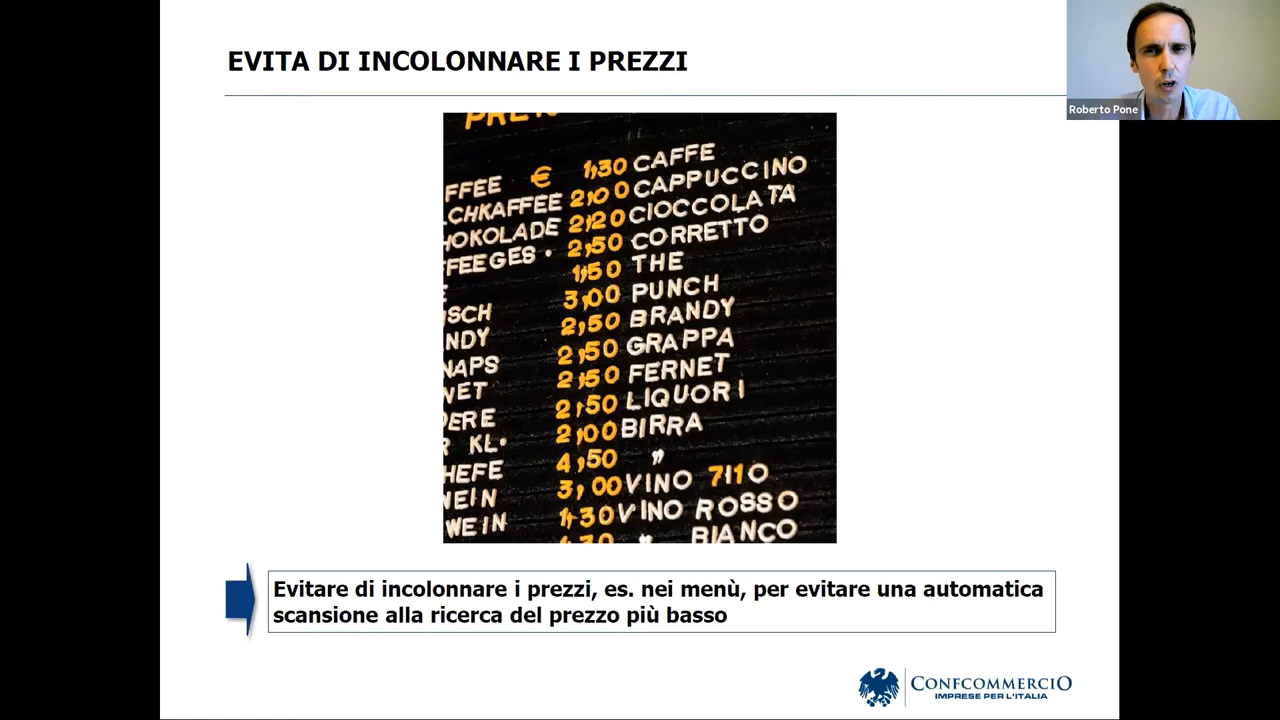 EVITA DI INCOLONNARE I PREZZI
Roberto Pone
FFEE € 1,30 CAFFE
CHKAFFEE 2,00 CAPPUCCINO
HOKOLADE 2,20 CIOCCOLATA
FFEEGES. 2,50 CORRETTO
1,50 THE
3,00 PUNCH
SCH 2,50 BRANDY
NDY 2,50 GRAPPA
NAPS 2,50 FERNET
NET 2,50 LIQUORI
DERE 2,00 BIRRA
R KL. 4,50 "
HEFE 3,00 VINO 7110
NEIN 1,30 VINO ROSSO
WEIN " BIANCO
Evitare di incolonnare i prezzi, es. nei menù, per evitare una automatica
scansione alla ricerca del prezzo più basso
CONFCOMMERCIO
IMPRESE PER L'ITALIA